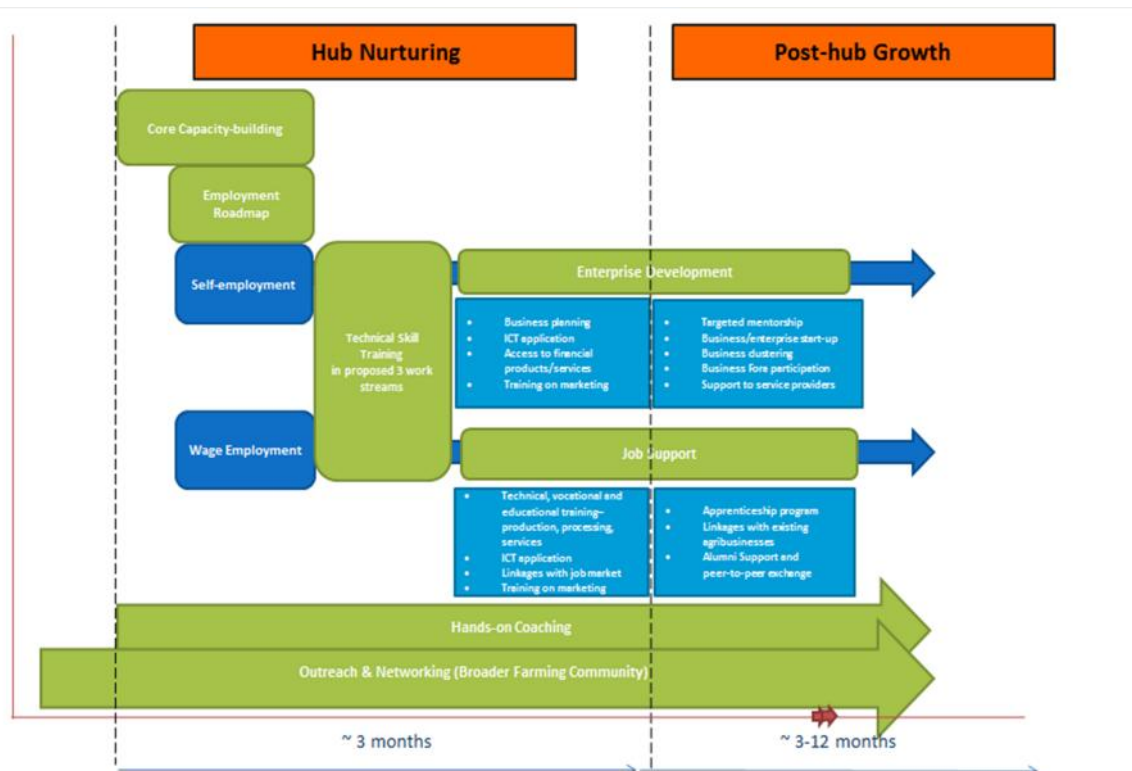 Hub Nurturing
Post-hub Growth
Core Capacity-building
Employment
Roadmap
Self-employment
Technical Skill
Training
in proposed 3 work
streams
Wage Employment
Enterprise Development
• Business planning
• ICT application
• Access to financial
products/services
• Training on marketing
• Targeted mentorship
• Business/enterprise start-up
• Business clustering
• Business Fora participation
• Support to service providers
Job Support
• Technical, vocational and
educational training–
production, processing,
services
• ICT application
• Linkages with job market
• Training on marketing
• Apprenticeship program
• Linkages with existing
agribusinesses
• Alumni Support and
peer-to-peer exchange
Hands-on Coaching
Outreach & Networking (Broader Farming Community)
~ 3 months
~ 3-12 months